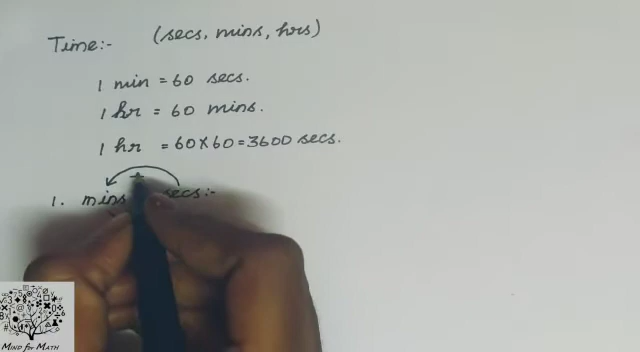 Time:- (secs, mins, hrs)
1 min = 60 secs.
1 hr = 60 mins.
1 hr = 60×60=3600 secs.
1. mins secs:-
MIND for MATH